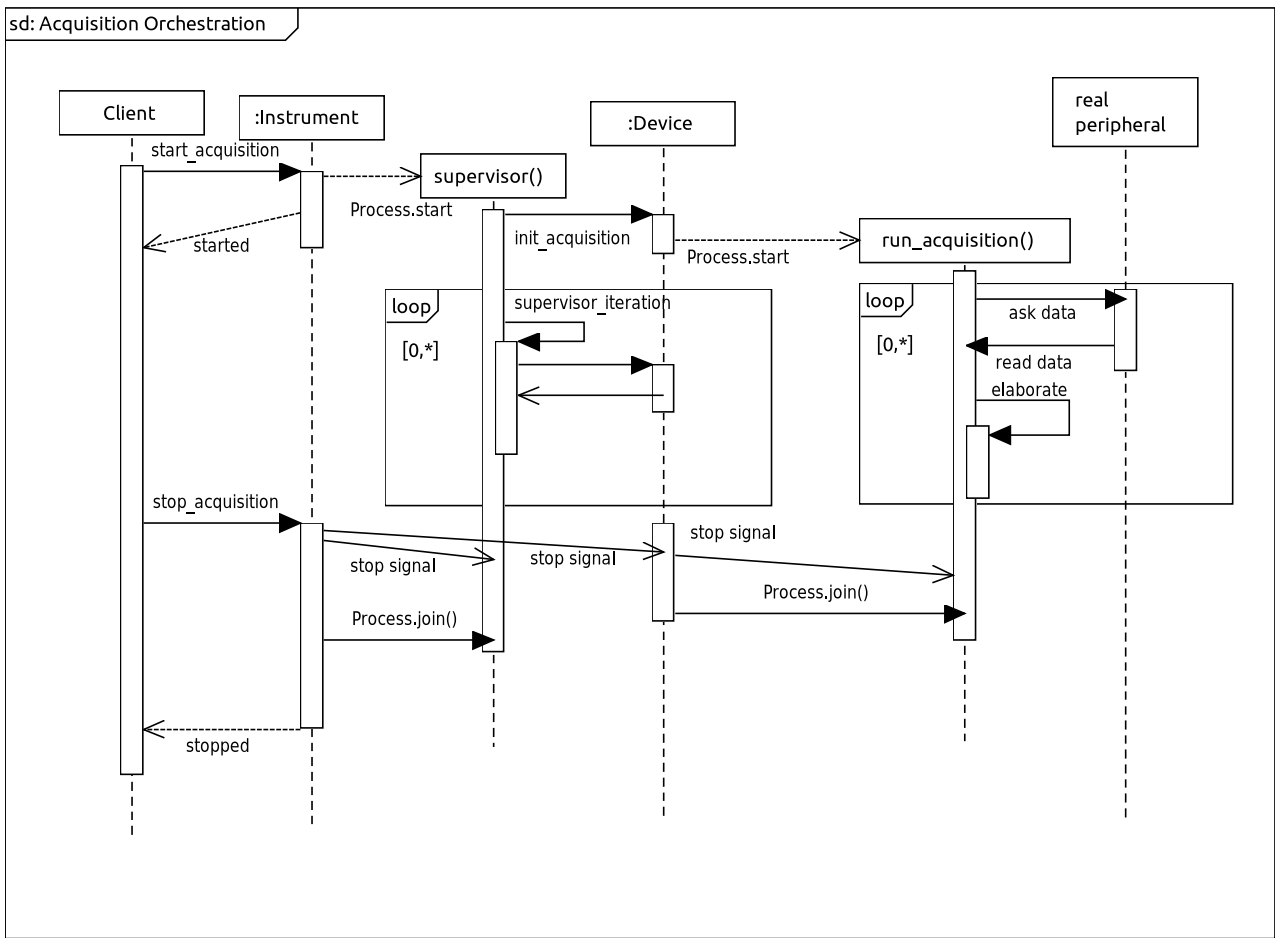 sd: Acquisition Orchestration
Client
:Instrument
:Device
real
peripheral
start_acquisition
supervisor()
Process.start
started
init_acquisition
run_acquisition()
Process.start
loop
supervisor_iteration
[0,*]
loop
ask data
[0,*]
read data
elaborate
stop_acquisition
stop signal
stop signal
stop signal
Process.join()
Process.join()
stopped